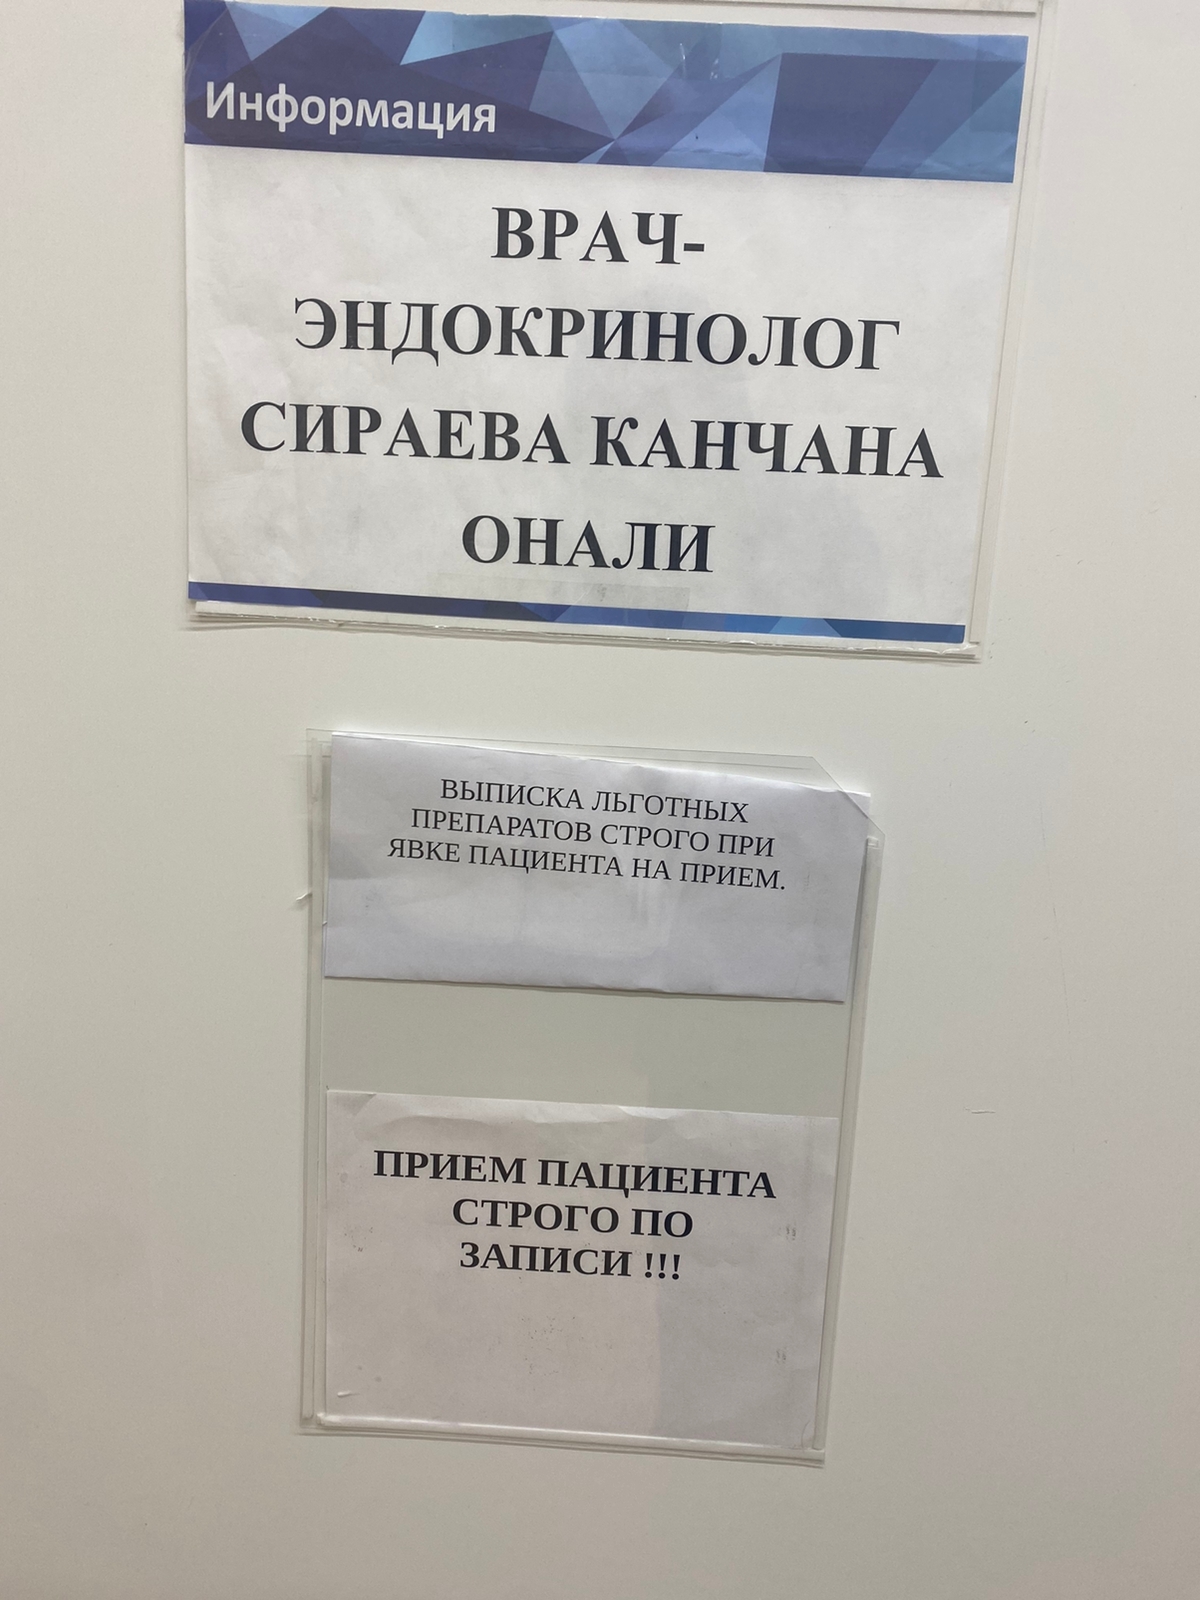 Информация
ВРАЧ-
ЭНДОКРИНОЛОГ
СИРАЕВА КАНЧАНА
ОНАЛИ
ВЫПИСКА ЛЬГОТНЫХ
ПРЕПАРАТОВ СТРОГО ПРИ
ЯВКЕ ПАЦИЕНТА НА ПРИЕМ.
ПРИЕМ ПАЦИЕНТА
СТРОГО ПО
ЗАПИСИ !!!